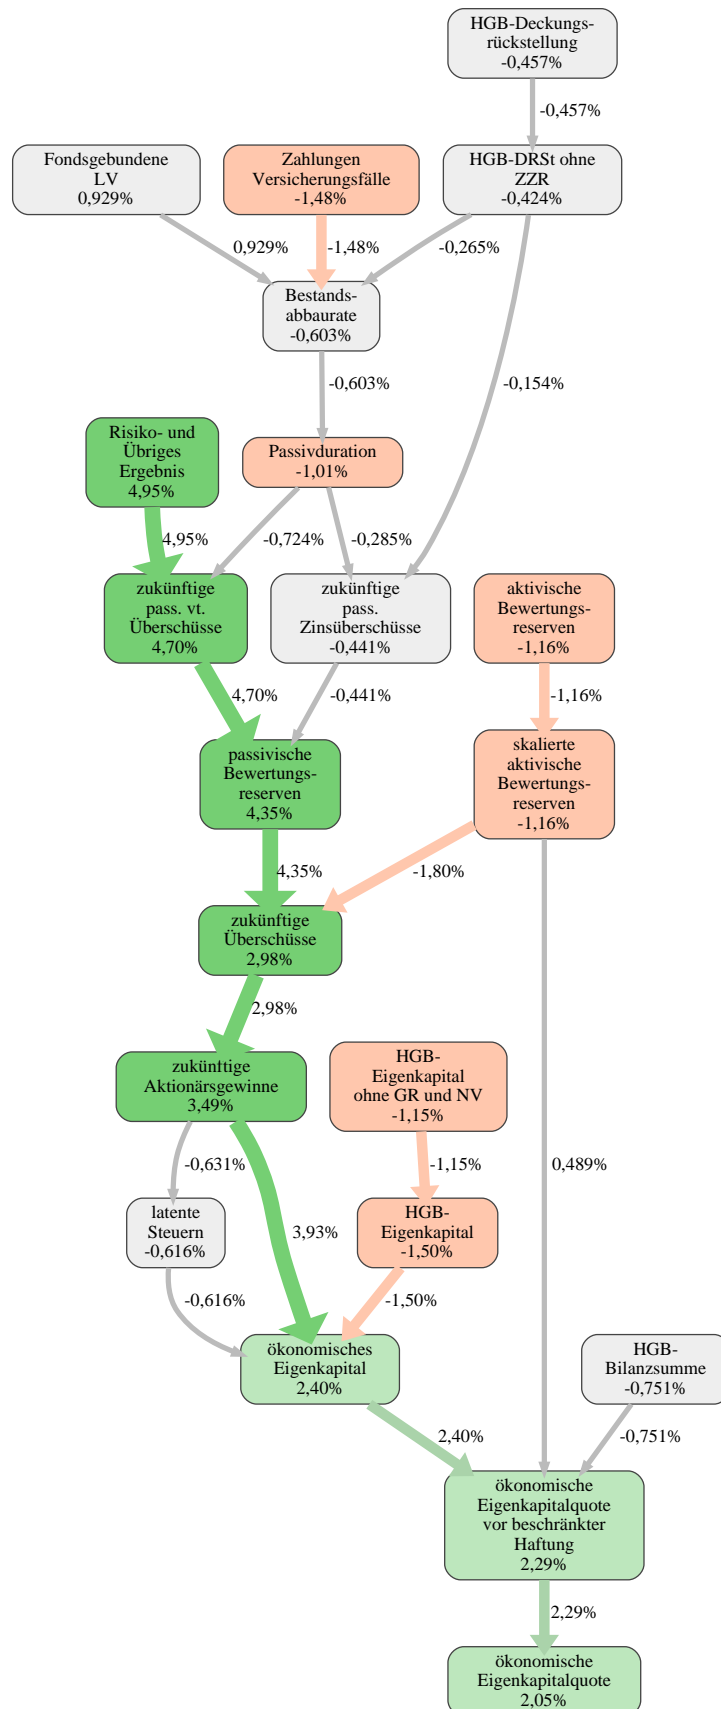 HGB-Deckungs-
rückstellung
-0,457%
-0,457%
Fondsgebundene
LV
0,929%
Zahlungen
Versicherungsfälle
-1,48%
HGB-DRSt ohne
ZZR
-0,424%
0,929%
-1,48%
-0,265%
Bestands-
abbaurate
-0,603%
-0,603%
-0,154%
Risiko- und
Übriges
Ergebnis
4,95%
Passivduration
-1,01%
4,95%
-0,724%
-0,285%
zukünftige
pass. vt.
Überschüsse
4,70%
zukünftige
pass.
Zinsüberschüsse
-0,441%
aktivische
Bewertungs-
reserven
-1,16%
4,70%
-0,441%
-1,16%
passivische
Bewertungs-
reserven
4,35%
skalierte
aktivische
Bewertungs-
reserven
-1,16%
4,35%
-1,80%
zukünftige
Überschüsse
2,98%
2,98%
zukünftige
Aktionärsgewinne
3,49%
HGB-
Eigenkapital
ohne GR und NV
-1,15%
-0,631%
-1,15%
0,489%
latente
Steuern
-0,616%
3,93%
HGB-
Eigenkapital
-1,50%
-0,616%
-1,50%
ökonomisches
Eigenkapital
2,40%
HGB-
Bilanzsumme
-0,751%
2,40%
-0,751%
ökonomische
Eigenkapitalquote
vor beschränkter
Haftung
2,29%
2,29%
ökonomische
Eigenkapitalquote
2,05%